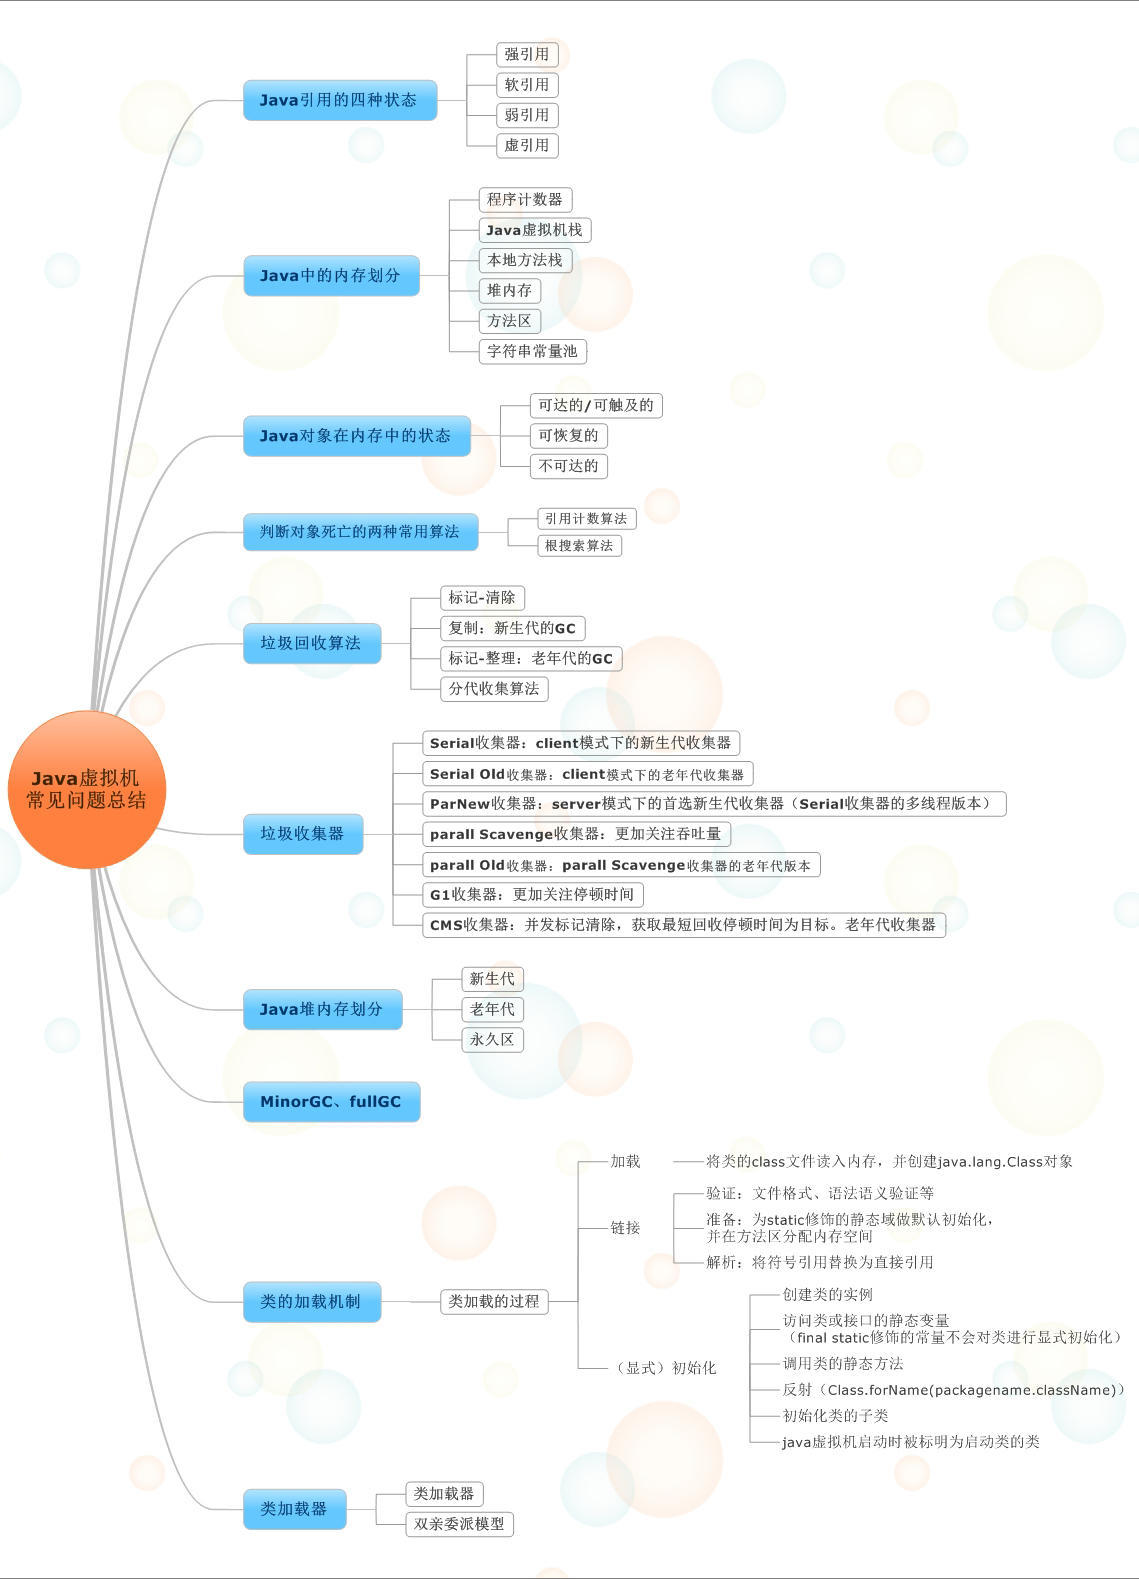 Java虚拟机
常见问题总结
Java引用的四种状态
强引用
软引用
弱引用
虚引用
Java中的内存划分
程序计数器
Java虚拟机栈
本地方法栈
堆内存
方法区
字符串常量池
Java对象在内存中的状态
可达的/可触及的
可恢复的
不可达的
判断对象死亡的两种常用算法
引用计数算法
根搜索算法
垃圾回收算法
标记-清除
复制：新生代的GC
标记-整理：老年代的GC
分代收集算法
垃圾收集器
Serial收集器：client模式下的新生代收集器
Serial Old收集器：client模式下的老年代收集器
ParNew收集器：server模式下的首选新生代收集器（Serial收集器的多线程版本）
parall Scavenge收集器：更加关注吞吐量
parall Old收集器：parall Scavenge收集器的老年代版本
G1收集器：更加关注停顿时间
CMS收集器：并发标记清除，获取最短回收停顿时间为目标。老年代收集器
Java堆内存划分
新生代
老年代
永久区
MinorGC、fullGC
类的加载机制
类加载的过程
加载
将类的class文件读入内存，并创建java.lang.Class对象
链接
验证：文件格式、语法语义验证等
准备：为static修饰的静态域做默认初始化，
并在方法区分配内存空间
解析：将符号引用替换为直接引用
（显式）初始化
创建类的实例
访问类或接口的静态变量
（final static修饰的常量不会对类进行显式初始化）
调用类的静态方法
反射（Class.forName(packagename.className)）
初始化类的子类
java虚拟机启动时被标明为启动类的类
类加载器
类加载器
双亲委派模型